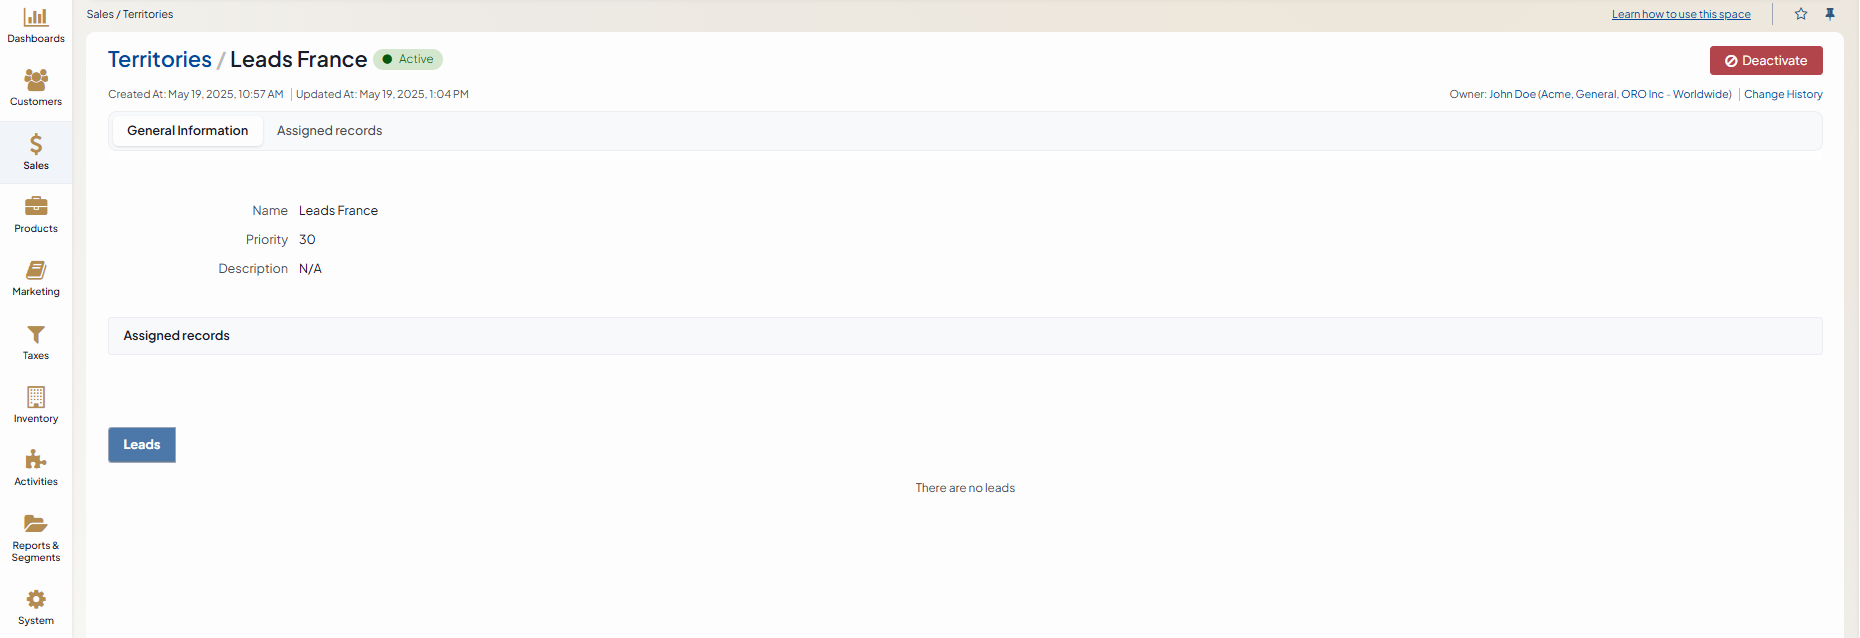 Dashboards
Customers
Sales
Products
Marketing
Taxes
Inventory
Activities
Reports &
Segments
System
Sales / Territories
Learn how to use this space
Territories / Leads France Active
Deactivate
Created At: May 19, 2025, 10:57 AM | Updated At: May 19, 2025, 1:04 PM
Owner: John Doe (Acme, General, ORO Inc - Worldwide) | Change History
General Information Assigned records
Name Leads France
Priority 30
Description N/A
Assigned records
Leads
There are no leads